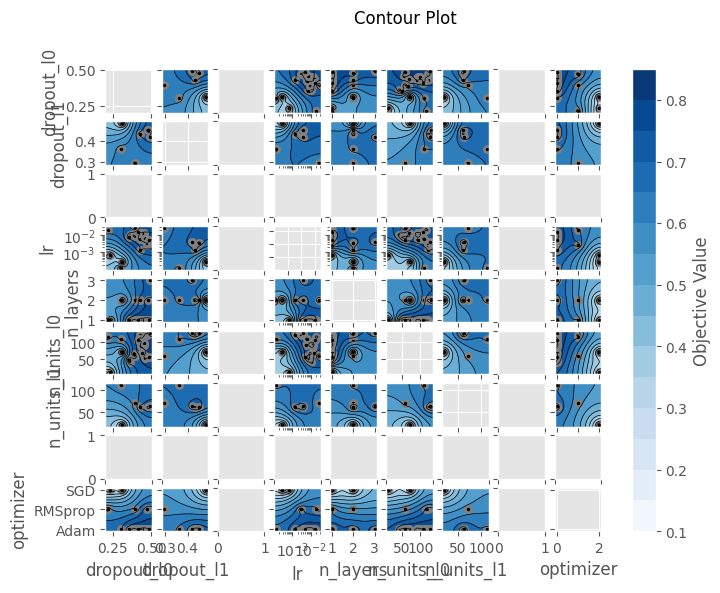 Contour Plot
dropout_l0
0.50
0.25
dropout_l1
0.4
0.3
1
0
lr
10⁻²
10⁻³
n_layers
3
2
1
n_units_l0
100
50
n_units_l1
100
50
1
0
optimizer
SGD
RMSprop
Adam
0.25 0.50 0.3 0.4 0 1 10⁻³ 10⁻² 1 2 3 50 100 50 100 0 1 0 2
dropout_l0 dropout_l1 lr n_layers n_units_l0 n_units_l1 optimizer
0.8
0.7
0.6
0.5
0.4
0.3
0.2
0.1
Objective Value